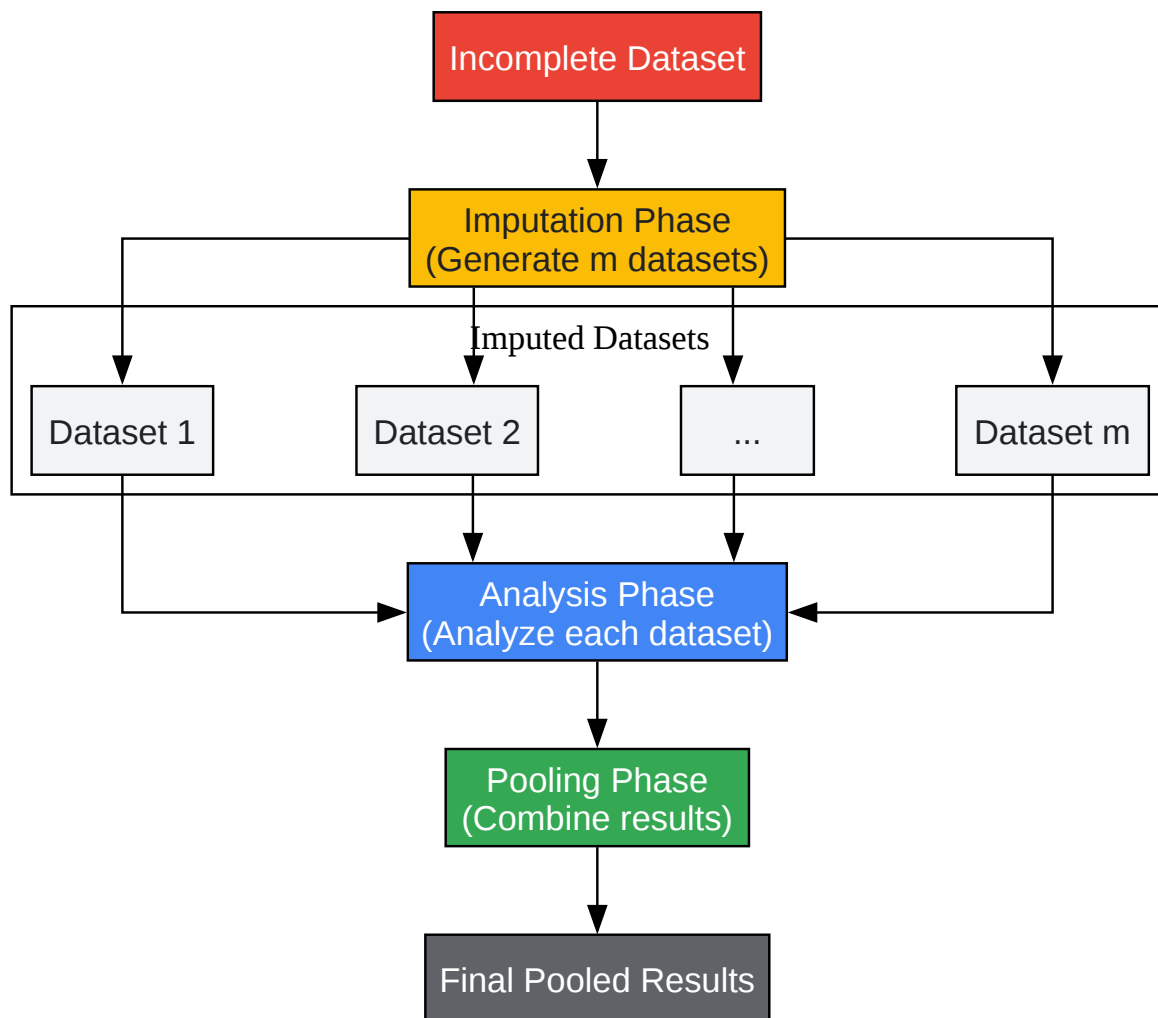 Incomplete Dataset
Imputation Phase
(Generate m datasets)
Imputed Datasets
Dataset 1
Dataset 2
...
Dataset m
Analysis Phase
(Analyze each dataset)
Pooling Phase
(Combine results)
Final Pooled Results